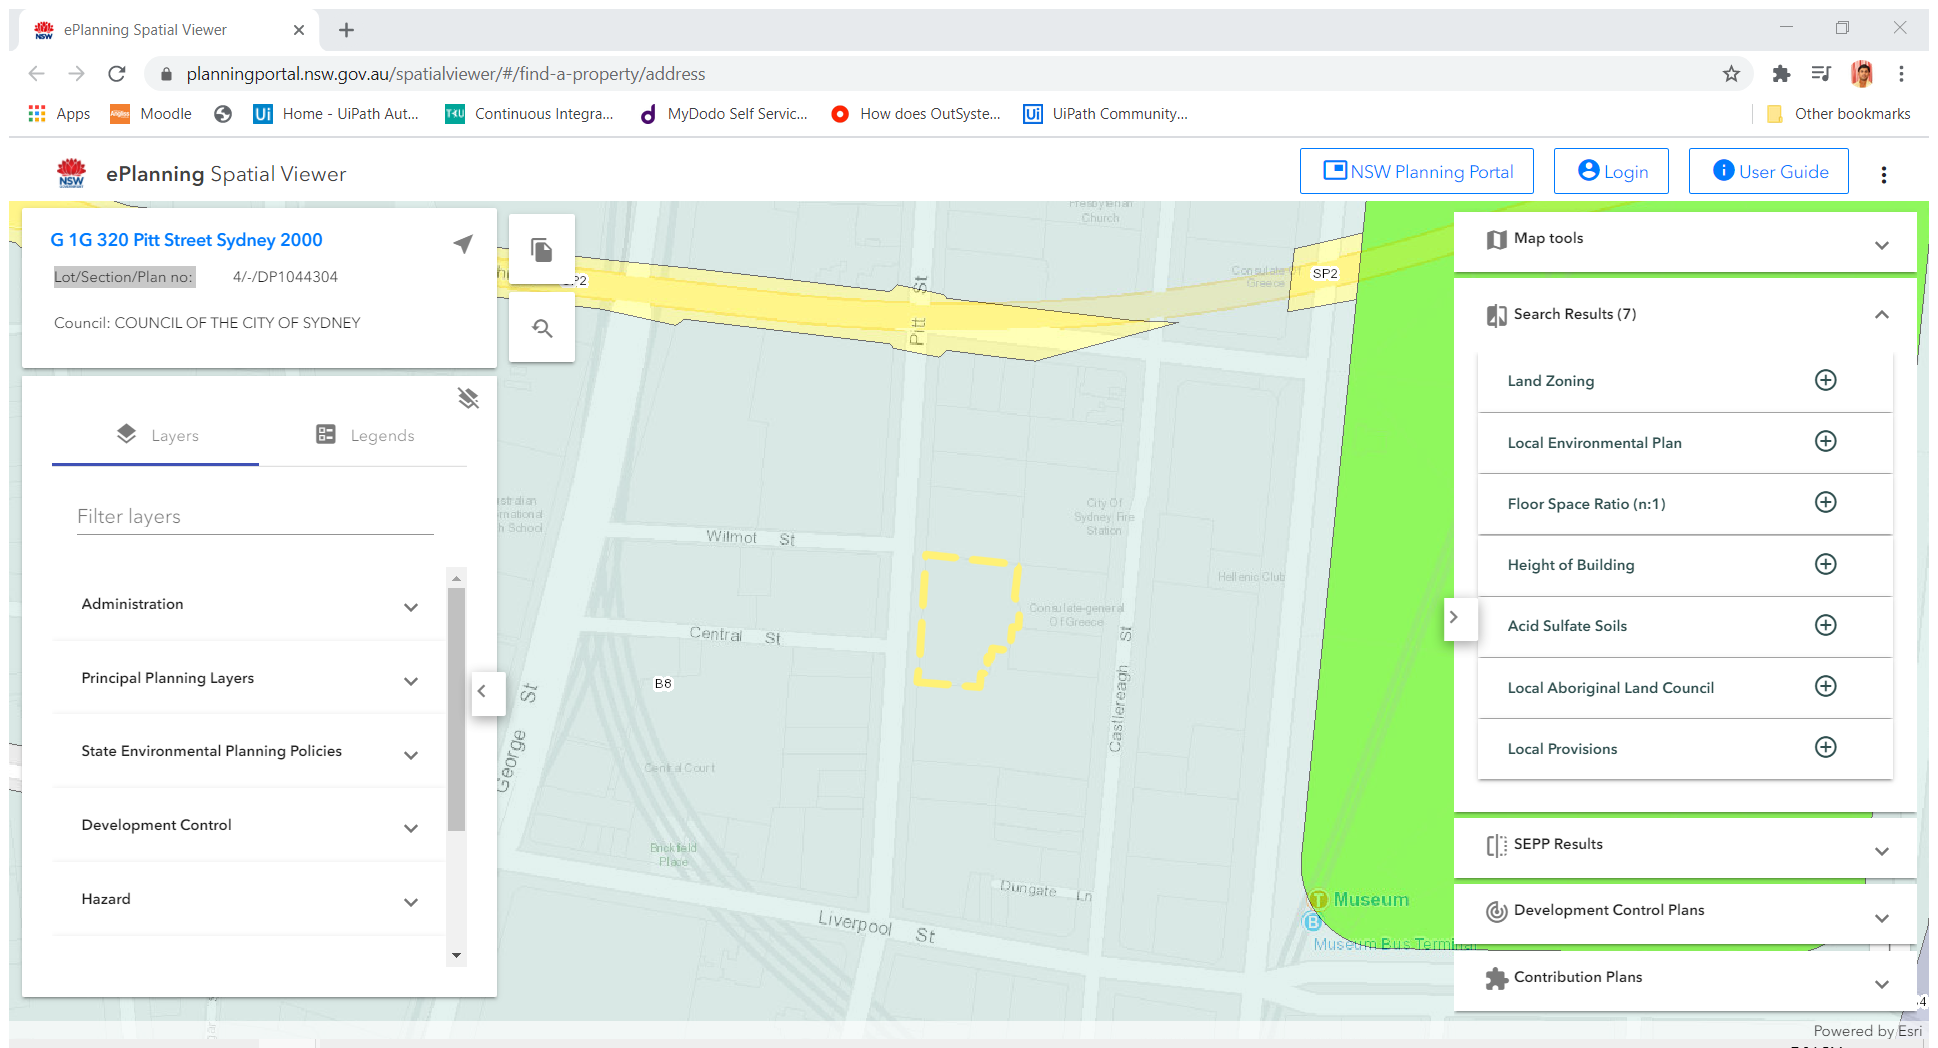 ePlanning Spatial Viewer
planningportal.nsw.gov.au/spatialviewer/#/find-a-property/address
Apps
Moodle
Home - UiPath Aut...
Continuous Integra...
MyDodo Self Servic...
How does OutSyste...
UiPath Community...
Other bookmarks
NSW
ePlanning Spatial Viewer
NSW Planning Portal
Login
User Guide
G 1G 320 Pitt Street Sydney 2000
Lot/Section/Plan no: 4/-/DP1044304
Council: COUNCIL OF THE CITY OF SYDNEY
Layers
Legends
Filter layers
Administration
Principal Planning Layers
State Environmental Planning Policies
Development Control
Hazard
Presbyterian
Church
Pitt St
Consulate Of
Greece
SP2
City Of
Sydney Fire
Station
Wilmot St
Hellenic Club
Consulate-general
Of Greece
Central St
B8
George St
Castlereagh St
Central Court
Brickfield
Place
Dungate Ln
Liverpool St
Museum
Museum Bus Terminal
Map tools
Search Results (7)
Land Zoning
Local Environmental Plan
Floor Space Ratio (n:1)
Height of Building
Acid Sulfate Soils
Local Aboriginal Land Council
Local Provisions
SEPP Results
Development Control Plans
Contribution Plans
Powered by Esri